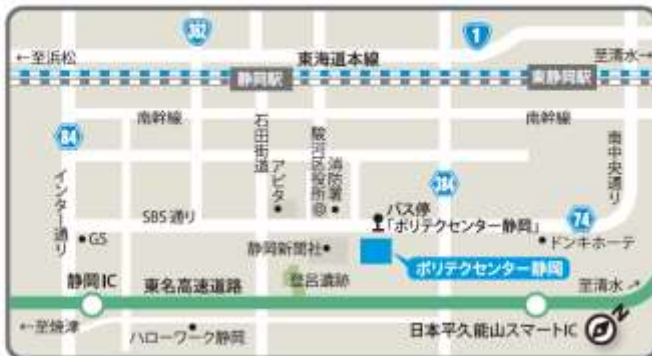 362
1
←至浜松
東海道本線
至清水→
静岡駅
東静岡駅
南幹線
南幹線
84
石田街道
駿河区役所
消防署
アピタ
南中央通り
インター通り
384
SBS通り
バス停
「ポリテクセンター静岡」
74
GS
静岡新聞社
ドンキホーテ
ポリテクセンター静岡
静岡IC
東名高速道路
登呂遺跡
至清水→
←至焼津
ハローワーク静岡
日本平久能山スマートIC
N